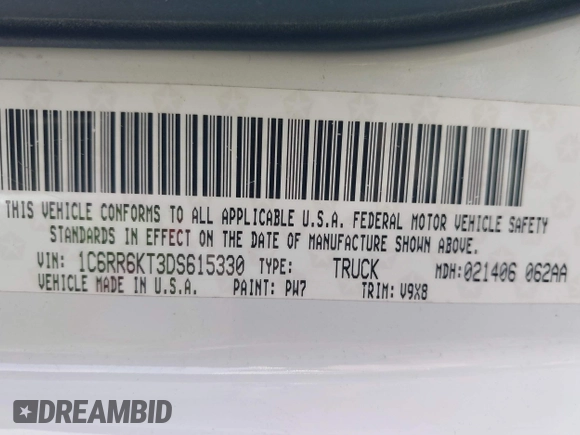 THIS VEHICLE CONFORMS TO ALL APPLICABLE U.S.A. FEDERAL MOTOR VEHICLE SAFETY
STANDARDS IN EFFECT ON THE DATE OF MANUFACTURE SHOWN ABOVE.
VIN: 1C6RR6KT3DS615330 TYPE: TRUCK MDH:021406 062AA
VEHICLE MADE IN U.S.A. PAINT: PW7 TRIM: V9X8
DREAMBID